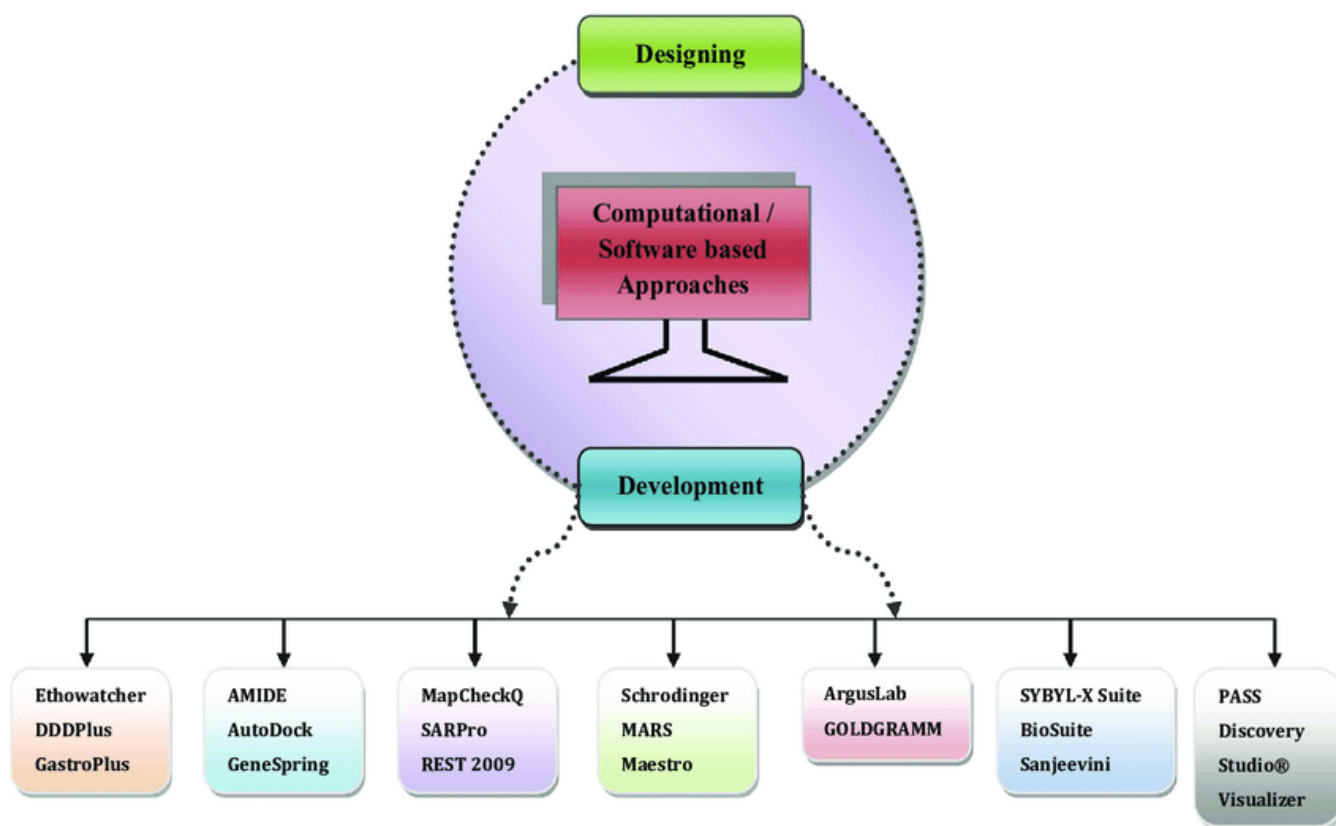 Designing
Computational /
Software based
Approaches
Development
Ethowatcher
DDDPlus
GastroPlus
AMIDE
AutoDock
GeneSpring
MapCheckQ
SARPro
REST 2009
Schrodinger
MARS
Maestro
ArgusLab
GOLDGRAMM
SYBYL-X Suite
BioSuite
Sanjeevini
PASS
Discovery
Studio®
Visualizer